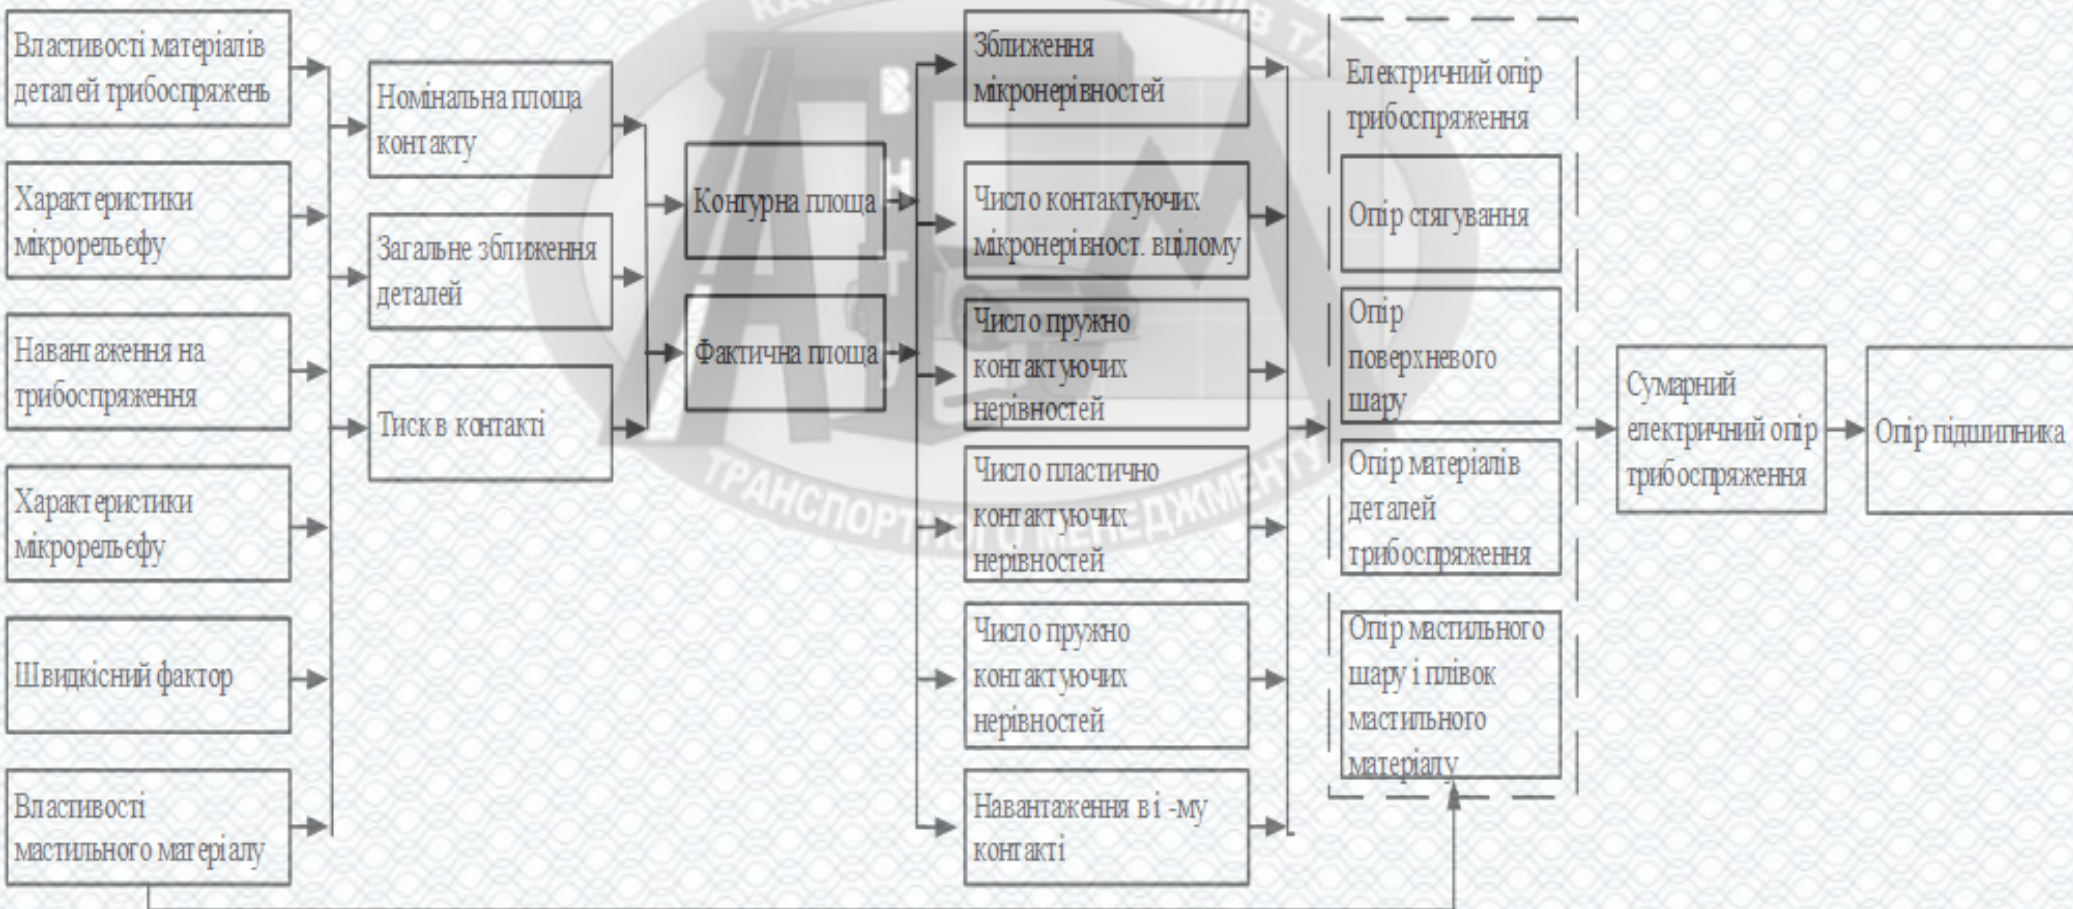 Властивості матеріалів
деталей трибоспряжень
Характеристики
мікрорельєфу
Навантаження на
трибоспряження
Характеристики
мікрорельєфу
Швидкісний фактор
Властивості
мастильного матеріалу
Номінальна площа
контакту
Загальне зближення
деталей
Тиск в контакті
Контурна площа
Фактична площа
Зближення
мікронерівностей
Число контактуючих
мікронерівност. вцілому
Число пружно
контактуючих
нерівностей
Число пластично
контактуючих
нерівностей
Число пружно
контактуючих
нерівностей
Навантаження в і -му
контакті
Електричний опір
трибоспряження
Опір стягування
Опір
поверхневого
шару
Опір матеріалів
деталей
трибоспряження
Опір мастильного
шару і плівок
мастильного
матеріалу
Сумарний
електричний опір
трибоспряження
Опір підшипника
ВНТУ
ТРАНСПОРТНОГО МЕНЕДЖМЕНТУ